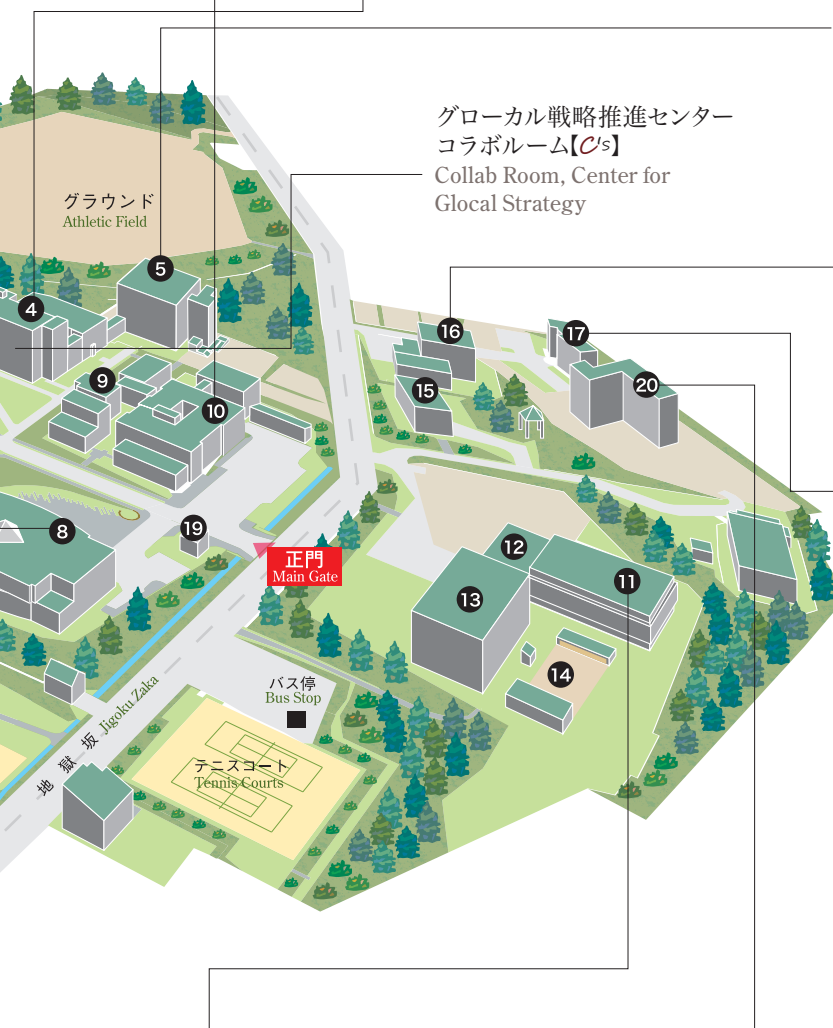 グローカル戦略推進センター
コラボルーム【C's】
Collab Room, Center for
Glocal Strategy
グラウンド
Athletic Field
5
4
16
17
20
15
9
10
8
19
正門
Main Gate
12
11
13
14
バス停
Bus Stop
地獄坂 Jigoku Zaka
テニスコート
Tennis Courts